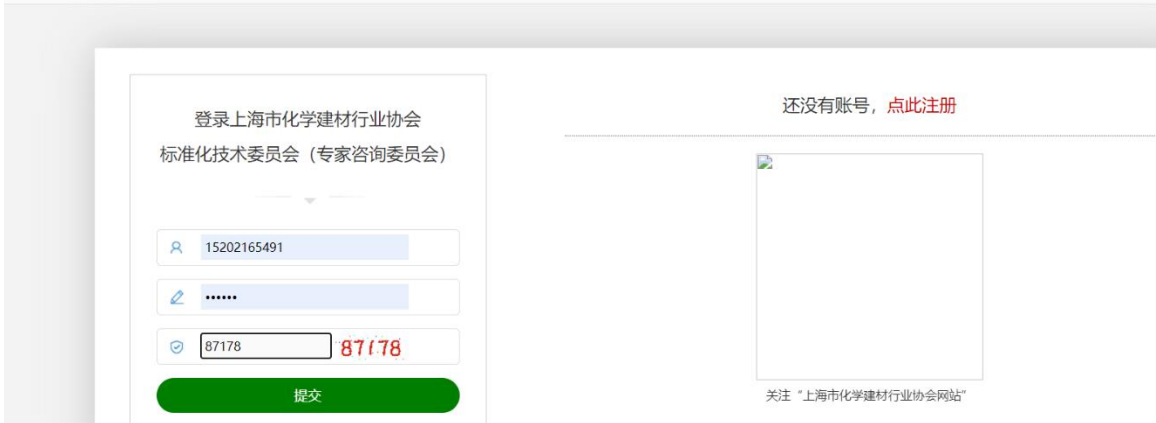 登录上海市化学建材行业协会
标准化技术委员会（专家咨询委员会）
15202165491
••••••
87178 87178
提交
还没有账号，点此注册
关注“上海市化学建材行业协会网站”